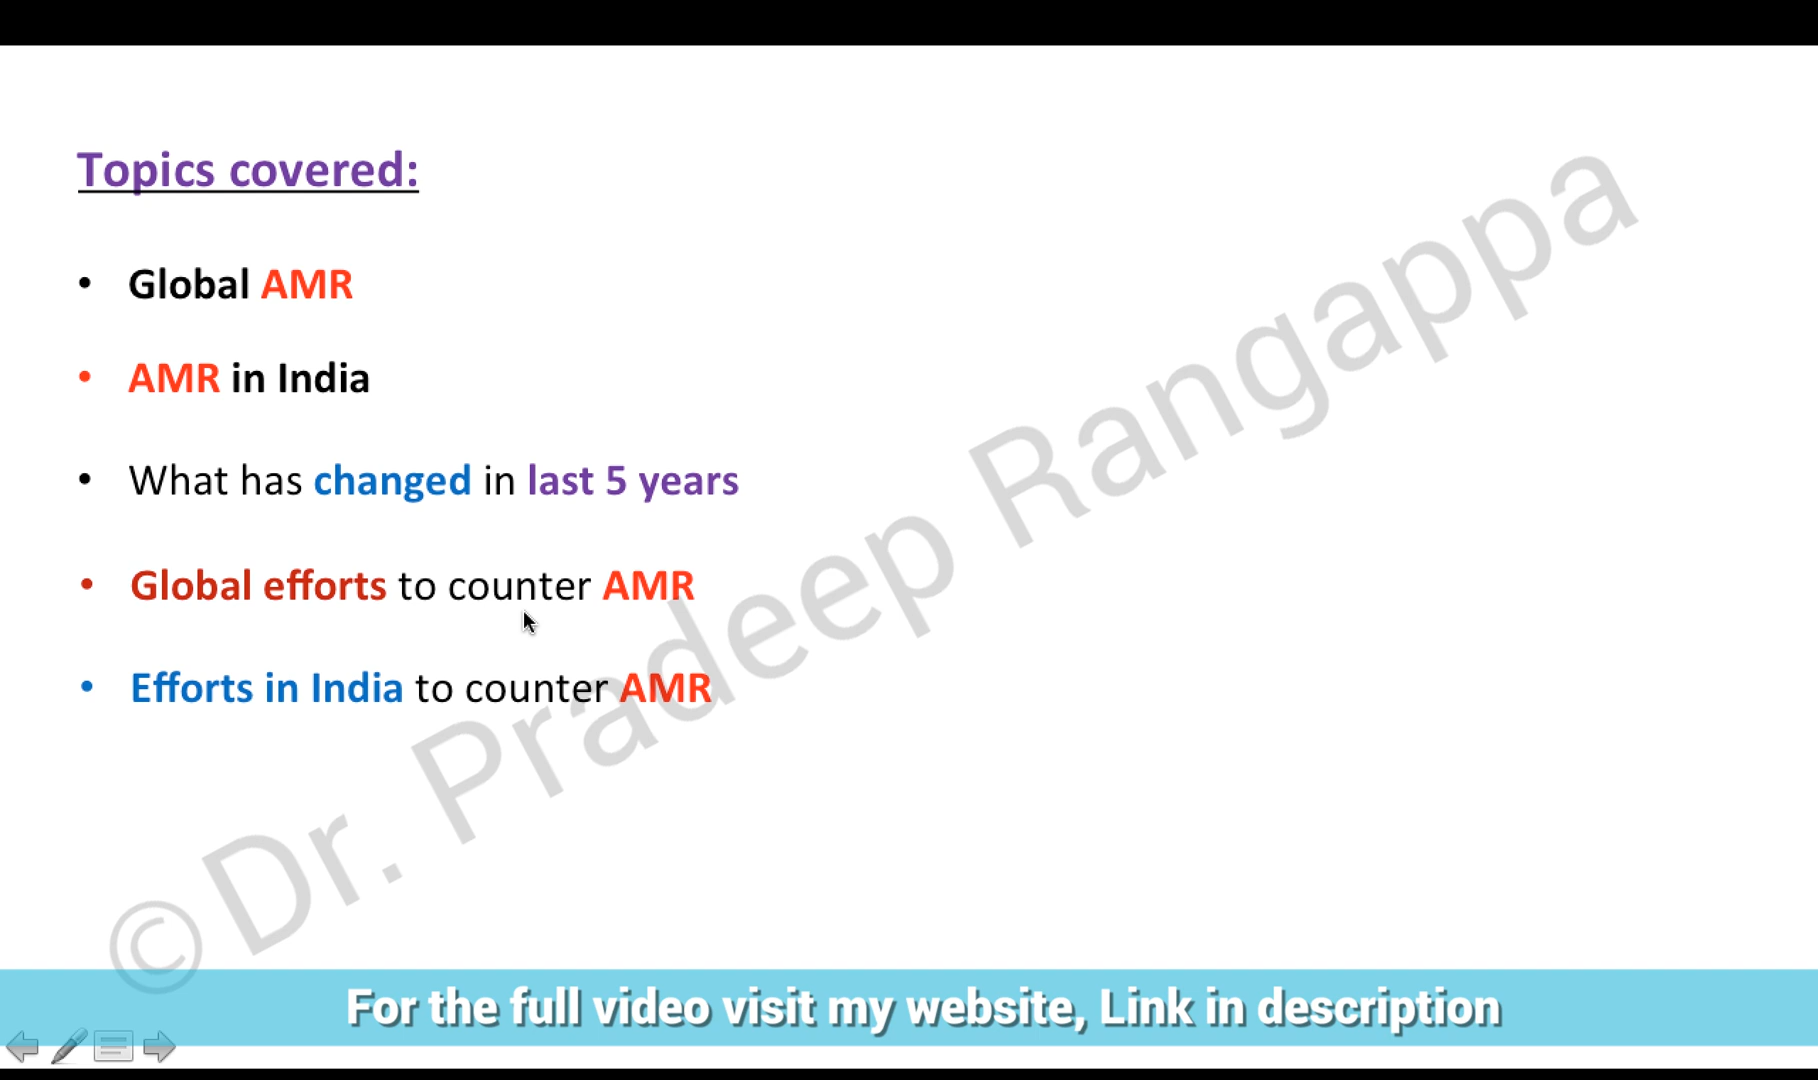 Topics covered:
• Global AMR
• AMR in India
• What has changed in last 5 years
• Global efforts to counter AMR
• Efforts in India to counter AMR
© Dr. Pradeep Rangappa
For the full video visit my website, Link in description